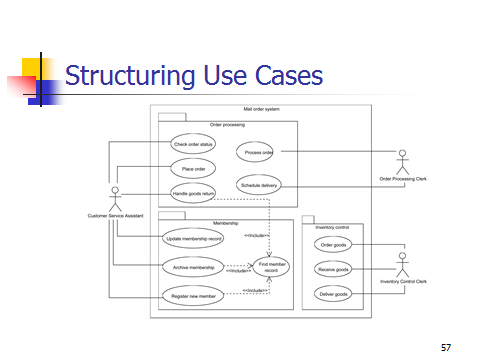 Structuring Use Cases
Mail order system
Order processing
Check order status
Process order
Place order
Order Processing Clerk
Schedule delivery
Handle goods return
Customer Service Assistant
Membership
Inventory control
<<Include>>
Update membership record
Order goods
Find member
record
Archive membership
<<Include>>
Receive goods
Inventory Control Clerk
<<Include>>
Register new member
Deliver goods
57